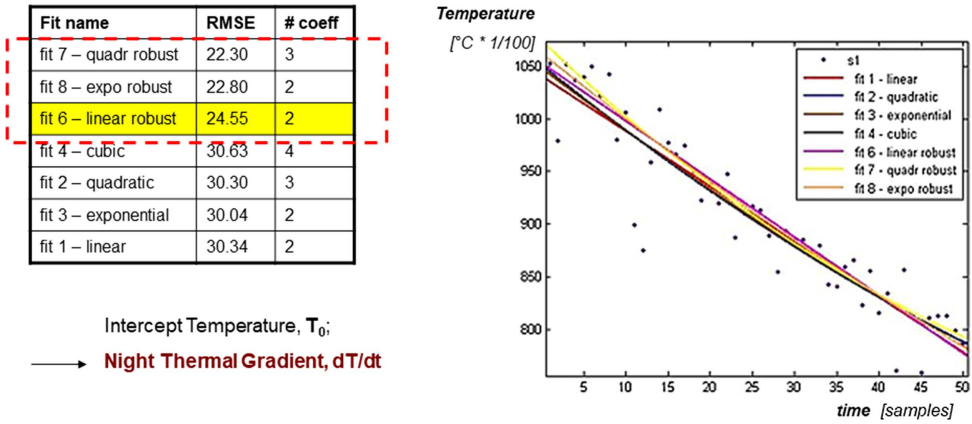 Fit name RMSE # coeff
fit 7 – quadr robust 22.30 3
fit 8 – expo robust 22.80 2
fit 6 – linear robust 24.55 2
fit 4 – cubic 30.63 4
fit 2 – quadratic 30.30 3
fit 3 – exponential 30.04 2
fit 1 – linear 30.34 2
Intercept Temperature, T₀;
Night Thermal Gradient, dT/dt
Temperature
[°C * 1/100]
1050
1000
950
900
850
800
s1
fit 1 - linear
fit 2 - quadratic
fit 3 - exponential
fit 4 - cubic
fit 6 - linear robust
fit 7 - quadr robust
fit 8 - expo robust
5 10 15 20 25 30 35 40 45 50
time [samples]